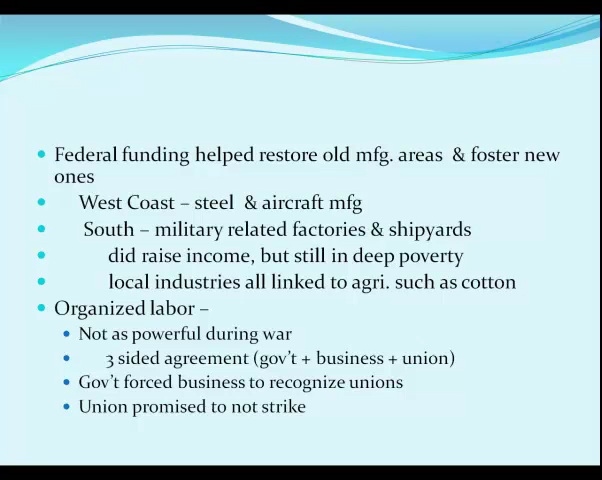 Federal funding helped restore old mfg. areas & foster new
ones
West Coast – steel & aircraft mfg
South – military related factories & shipyards
did raise income, but still in deep poverty
local industries all linked to agri. such as cotton
Organized labor –
Not as powerful during war
3 sided agreement (gov't + business + union)
Gov't forced business to recognize unions
Union promised to not strike